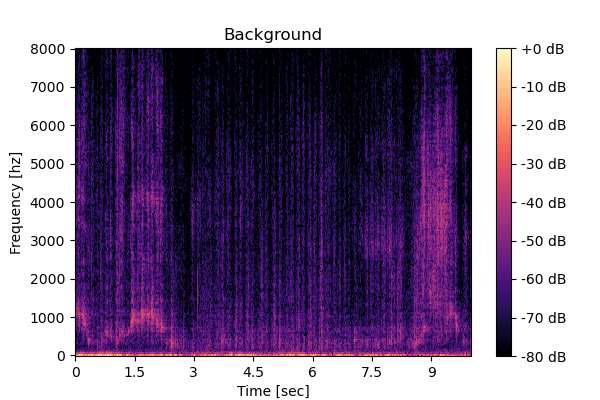 Background
8000
7000
6000
5000
4000
3000
2000
1000
0
Frequency [hz]
0 1.5 3 4.5 6 7.5 9
Time [sec]
+0 dB
-10 dB
-20 dB
-30 dB
-40 dB
-50 dB
-60 dB
-70 dB
-80 dB